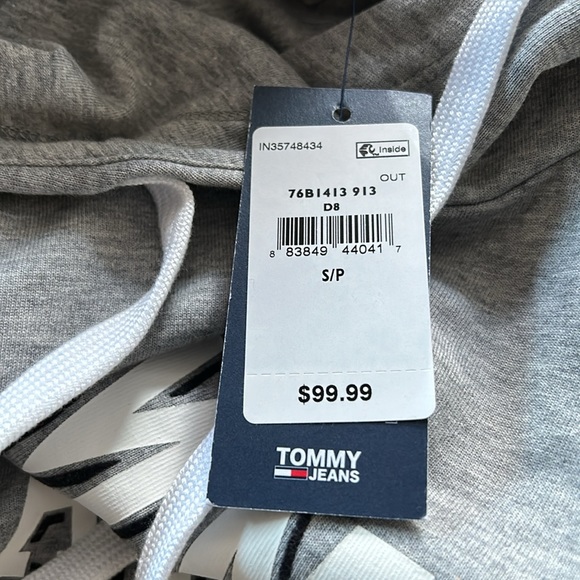 IN35748434
Inside
OUT
76B1413 913
D8
8 83849 44041 7
S/P
$99.99
TOMMY
JEANS